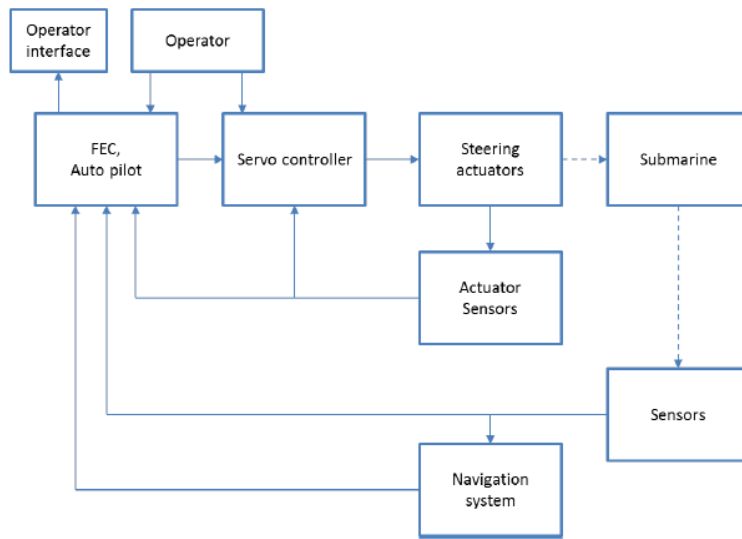 Operator
interface
Operator
FEC,
Auto pilot
Servo controller
Steering
actuators
Submarine
Actuator
Sensors
Sensors
Navigation
system